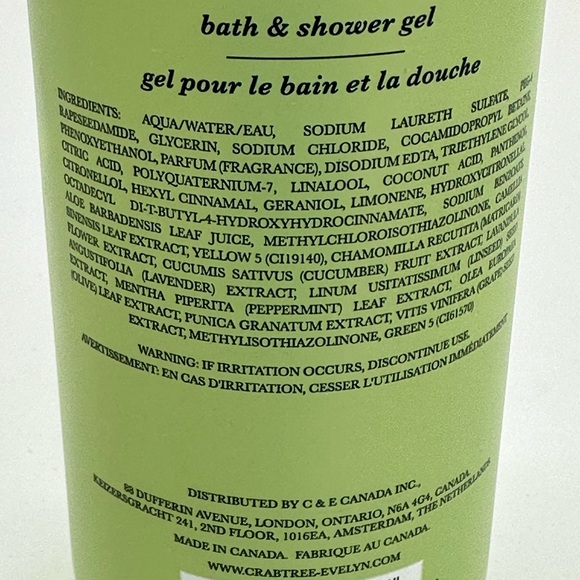 bath & shower gel
gel pour le bain et la douche
INGREDIENTS: AQUA/WATER/EAU, SODIUM LAURETH SULFATE, PEG-4
RAPESEEDAMIDE, GLYCERIN, SODIUM CHLORIDE, COCAMIDOPROPYL BETAINE,
PHENOXYETHANOL, PARFUM (FRAGRANCE), DISODIUM EDTA, TRIETHYLENE GLYCOL,
CITRIC ACID, POLYQUATERNIUM-7, LINALOOL, COCONUT ACID, PANTHENOL,
CITRONELLOL, HEXYL CINNAMAL, GERANIOL, LIMONENE, HYDROXYCITRONELLAL,
OCTADECYL DI-T-BUTYL-4-HYDROXYHYDROCINNAMATE, SODIUM BENZOATE,
ALOE BARBADENSIS LEAF JUICE, METHYLCHLOROISOTHIAZOLINONE, CAMELLIA
SINENSIS LEAF EXTRACT, YELLOW 5 (CI19140), CHAMOMILLA RECUTITA (MATRICARIA)
FLOWER EXTRACT, CUCUMIS SATIVUS (CUCUMBER) FRUIT EXTRACT, LAVANDULA
ANGUSTIFOLIA (LAVENDER) EXTRACT, LINUM USITATISSIMUM (LINSEED) SEED
EXTRACT, MENTHA PIPERITA (PEPPERMINT) LEAF EXTRACT, OLEA EUROPAEA
(OLIVE) LEAF EXTRACT, PUNICA GRANATUM EXTRACT, VITIS VINIFERA (GRAPE) SEED
EXTRACT, METHYLISOTHIAZOLINONE, GREEN 5 (CI61570)
WARNING: IF IRRITATION OCCURS, DISCONTINUE USE.
AVERTISSEMENT: EN CAS D'IRRITATION, CESSER L'UTILISATION IMMÉDIATEMENT
DISTRIBUTED BY C & E CANADA INC.,
DUFFERIN AVENUE, LONDON, ONTARIO, N6A 4G4, CANADA.
KEIZERSGRACHT 241, 2ND FLOOR, 1016EA, AMSTERDAM, THE NETHERLANDS
MADE IN CANADA. FABRIQUE AU CANADA.
WWW.CRABTREE-EVELYN.COM